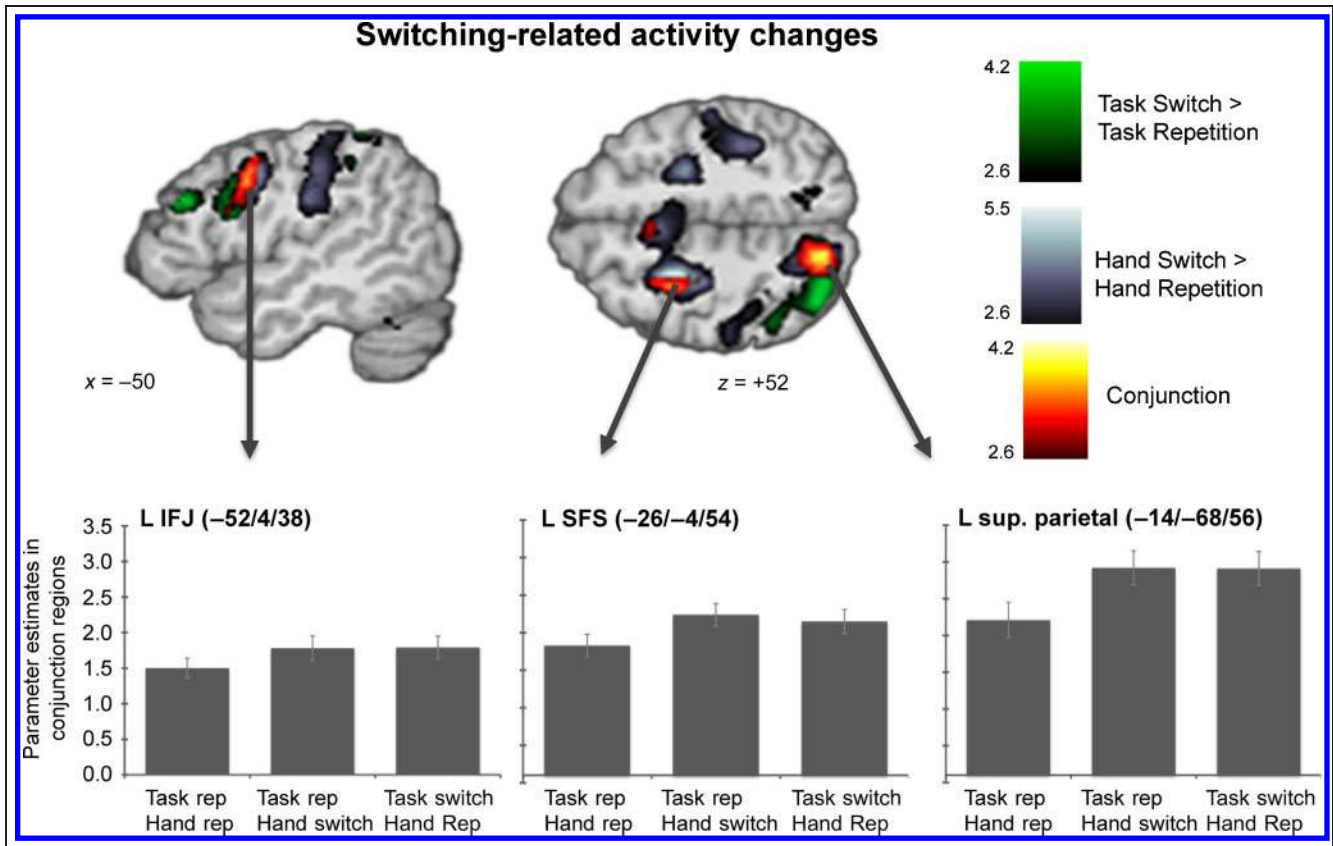 Switching-related activity changes
4.2
Task Switch >
Task Repetition
2.6
5.5
Hand Switch >
Hand Repetition
2.6
4.2
Conjunction
2.6
x = –50
z = +52
L IFJ (–52/4/38)
L SFS (–26/–4/54)
L sup. parietal (–14/–68/56)
Parameter estimates in
conjunction regions
3.5
3.0
2.5
2.0
1.5
1.0
0.5
0.0
Task rep
Hand rep
Task rep
Hand switch
Task switch
Hand Rep
Task rep
Hand rep
Task rep
Hand switch
Task switch
Hand Rep
Task rep
Hand rep
Task rep
Hand switch
Task switch
Hand Rep